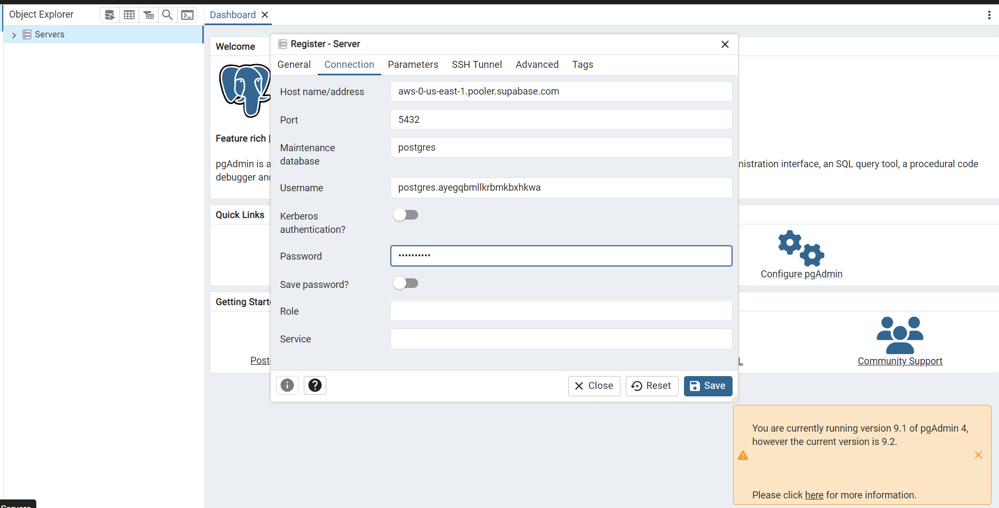 Object Explorer
Dashboard
Servers
Welcome
Feature rich |
pgAdmin is a
nistration interface, an SQL query tool, a procedural code
debugger and
Quick Links
Configure pgAdmin
Getting Starte
Post
L
Community Support
Register - Server
General Connection Parameters SSH Tunnel Advanced Tags
Host name/address
aws-0-us-east-1.pooler.supabase.com
Port
5432
Maintenance
database
postgres
Username
postgres.ayegqbmllkrbmkbxhkwa
Kerberos
authentication?
Password
••••••••••
Save password?
Role
Service
Close
Reset
Save
You are currently running version 9.1 of pgAdmin 4,
however the current version is 9.2.
Please click here for more information.
Servers